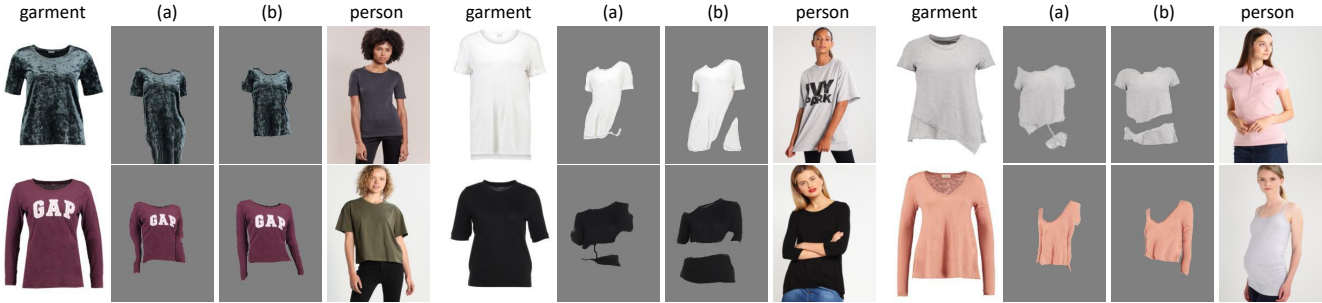 garment (a) (b) person garment (a) (b) person garment (a) (b) person
IVY
PARK
GAP GAP GAP